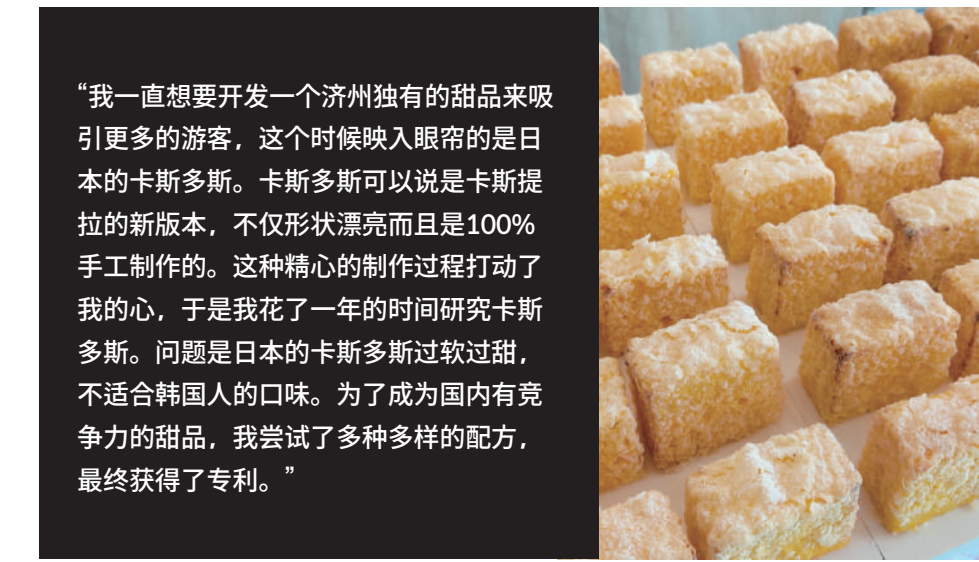 “我一直想要开发一个济州独有的甜品来吸
引更多的游客，这个时候映入眼帘的是日
本的卡斯多斯。卡斯多斯可以说是卡斯提
拉的新版本，不仅形状漂亮而且是100%
手工制作的。这种精心的制作过程打动了
我的心，于是我花了一年的时间研究卡斯
多斯。问题是日本的卡斯多斯过软过甜，
不适合韩国人的口味。为了成为国内有竞
争力的甜品，我尝试了多种多样的配方，
最终获得了专利。”